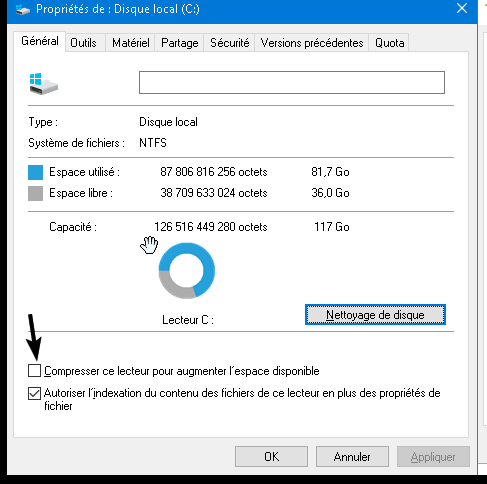 Propriétés de : Disque local (C:)
Général Outils Matériel Partage Sécurité Versions précédentes Quota
Type : Disque local
Système de fichiers : NTFS
Espace utilisé : 87 806 816 256 octets 81,7 Go
Espace libre : 38 709 633 024 octets 36,0 Go
Capacité : 126 516 449 280 octets 117 Go
Lecteur C : Nettoyage de disque
Compresser ce lecteur pour augmenter l'espace disponible
Autoriser l'indexation du contenu des fichiers de ce lecteur en plus des propriétés de
fichier
OK Annuler Appliquer